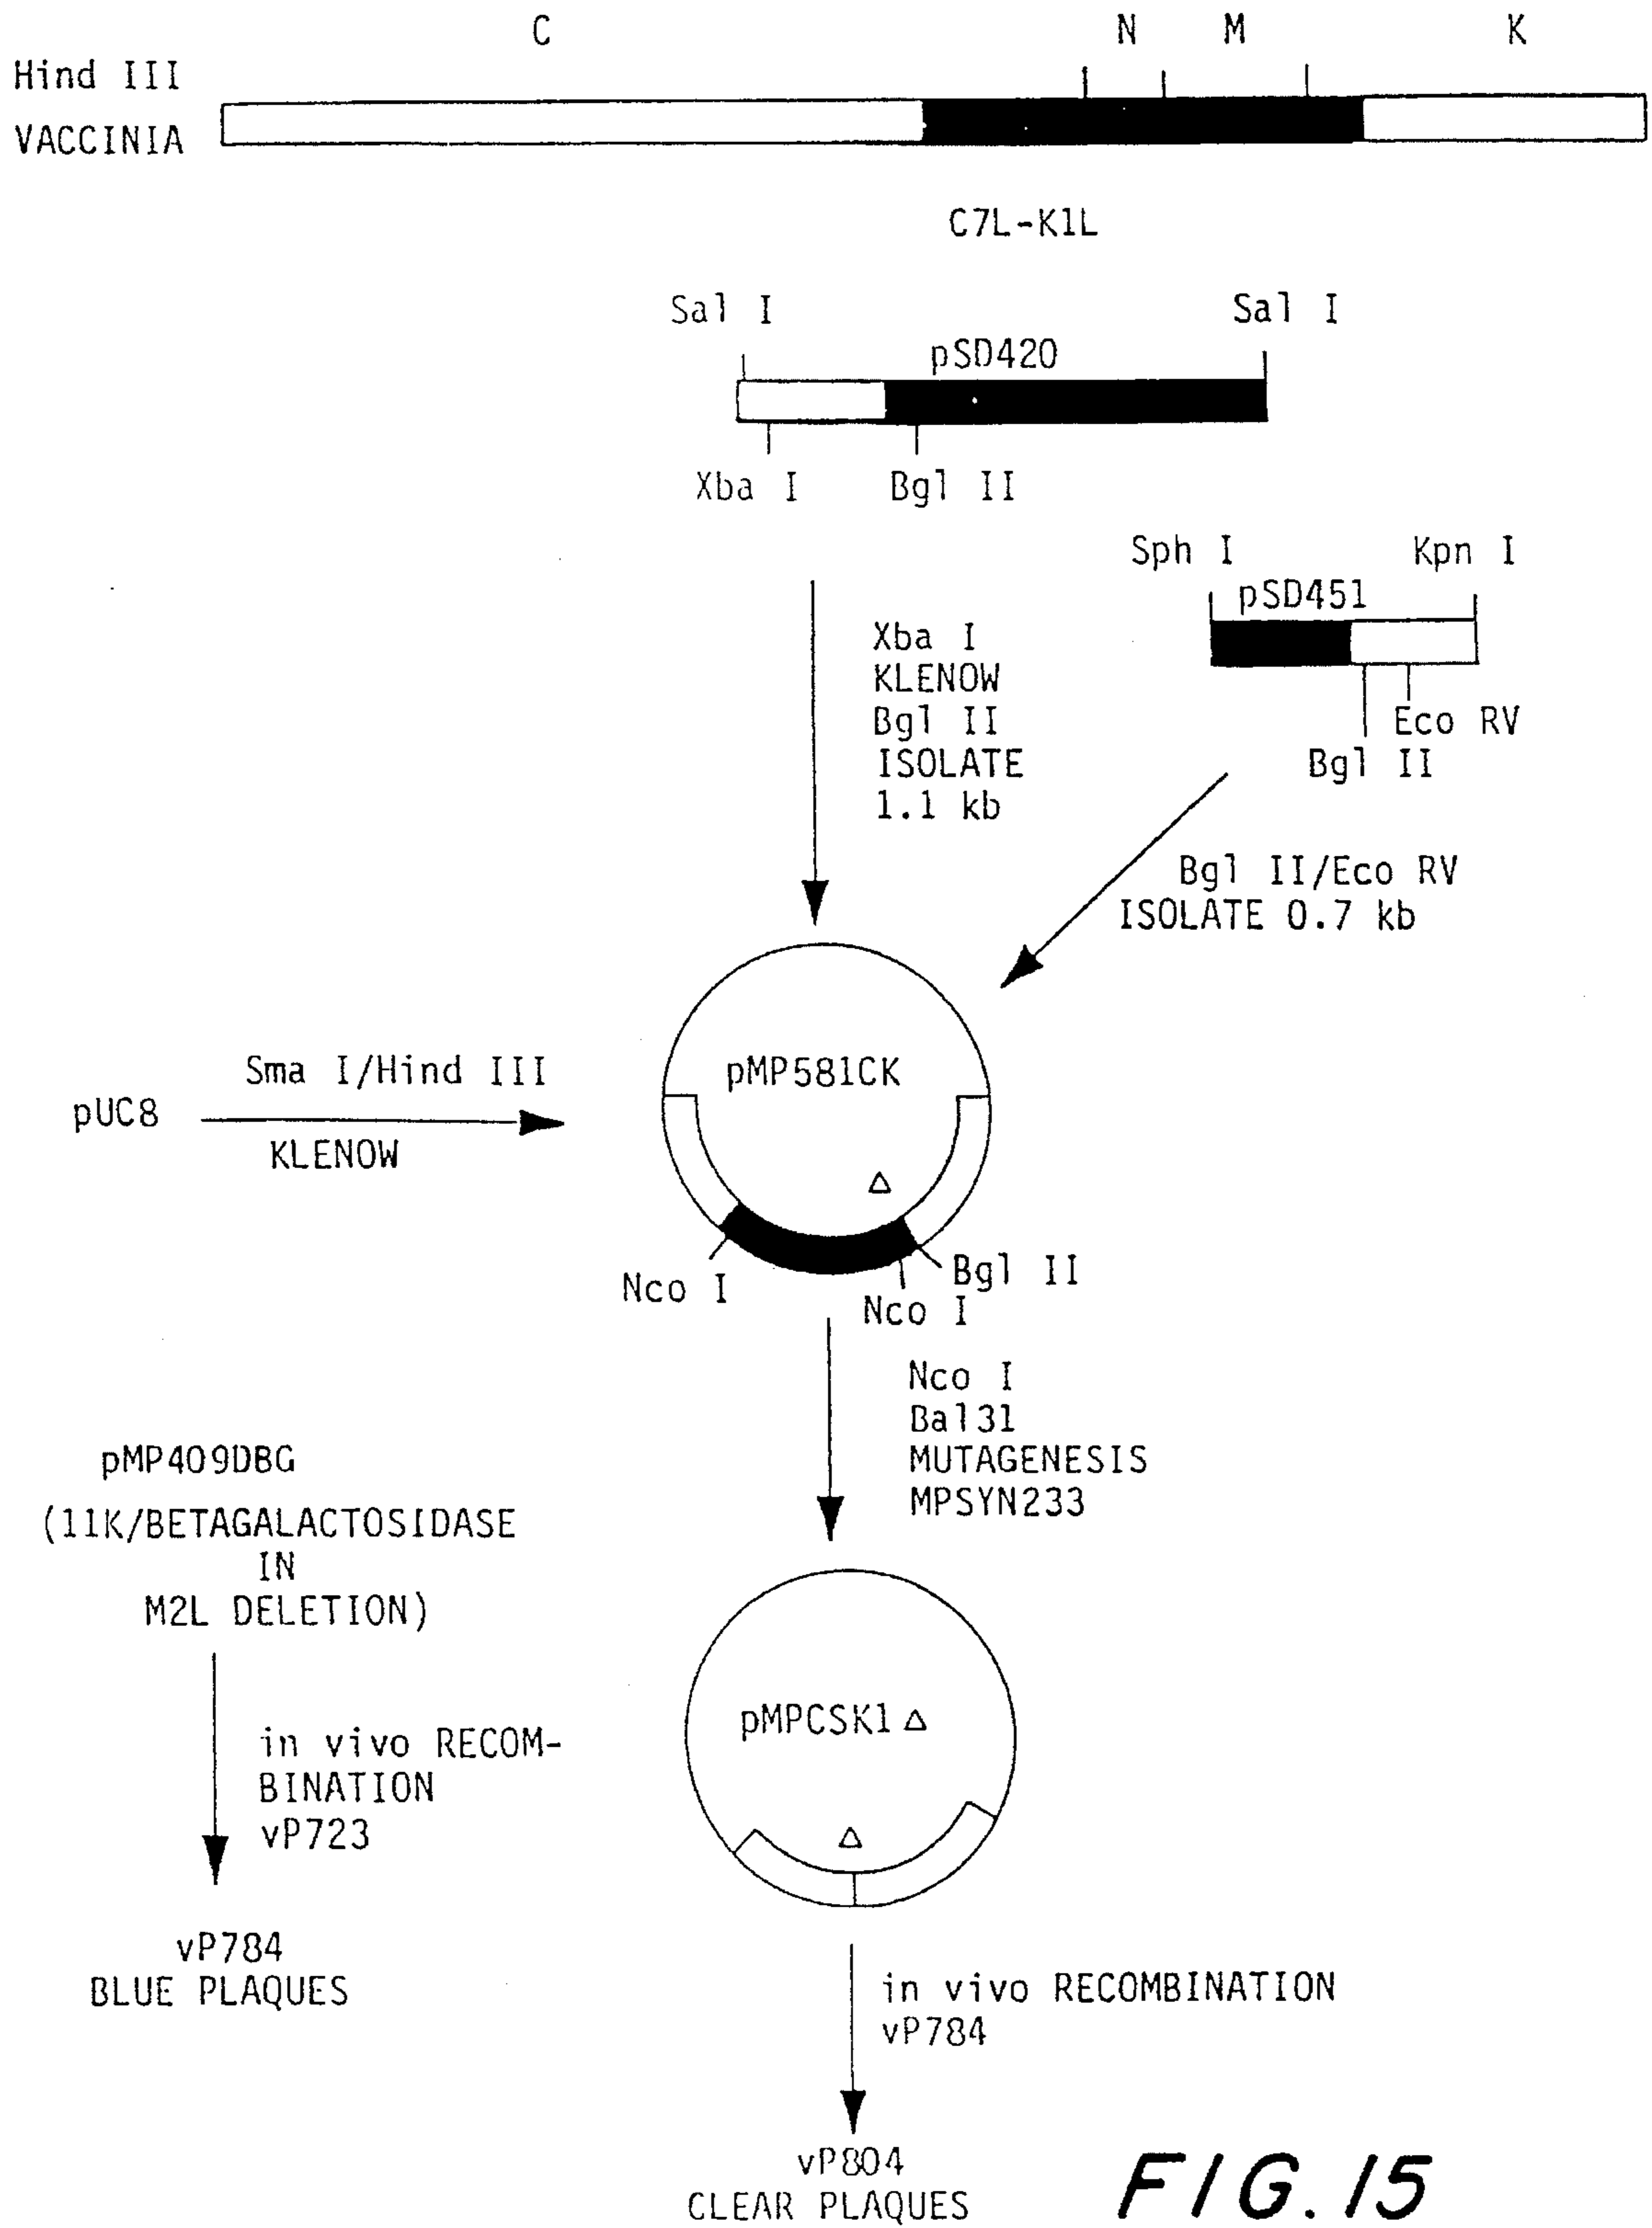 C N M K
Hind III
VACCINIA
C7L-K1L
Sal I Sal I
pSD420
Xba I Bgl II
Sph I Kpn I
pSD451
Eco RV
Bgl II
Xba I
KLENOW
Bgl II
ISOLATE
1.1 kb
Bgl II/Eco RV
ISOLATE 0.7 kb
pUC8
Sma I/Hind III
KLENOW
pMP581CK
Δ
Nco I
Nco I
Bgl II
Nco I
Bal31
MUTAGENESIS
MPSYN233
pMP409DBG
(11K/BETAGALACTOSIDASE
IN
M2L DELETION)
in vivo RECOM-
BINATION
vP723
vP784
BLUE PLAQUES
pMPCSK1 Δ
Δ
in vivo RECOMBINATION
vP784
vP804
CLEAR PLAQUES
FIG. 15